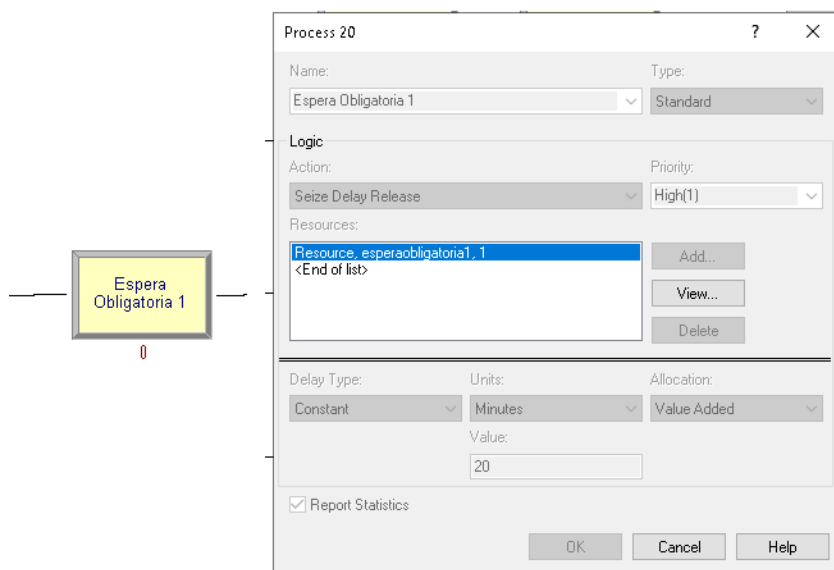 Process 20
? X
Name:
Type:
Espera Obligatoria 1
Standard
Logic
Action:
Priority:
Seize Delay Release
High(1)
Resources:
Resource, esperaobligatoria1, 1
<End of list>
Add...
View...
Delete
Espera
Obligatoria 1
0
Delay Type:
Units:
Allocation:
Constant
Minutes
Value Added
Value:
20
Report Statistics
OK
Cancel
Help